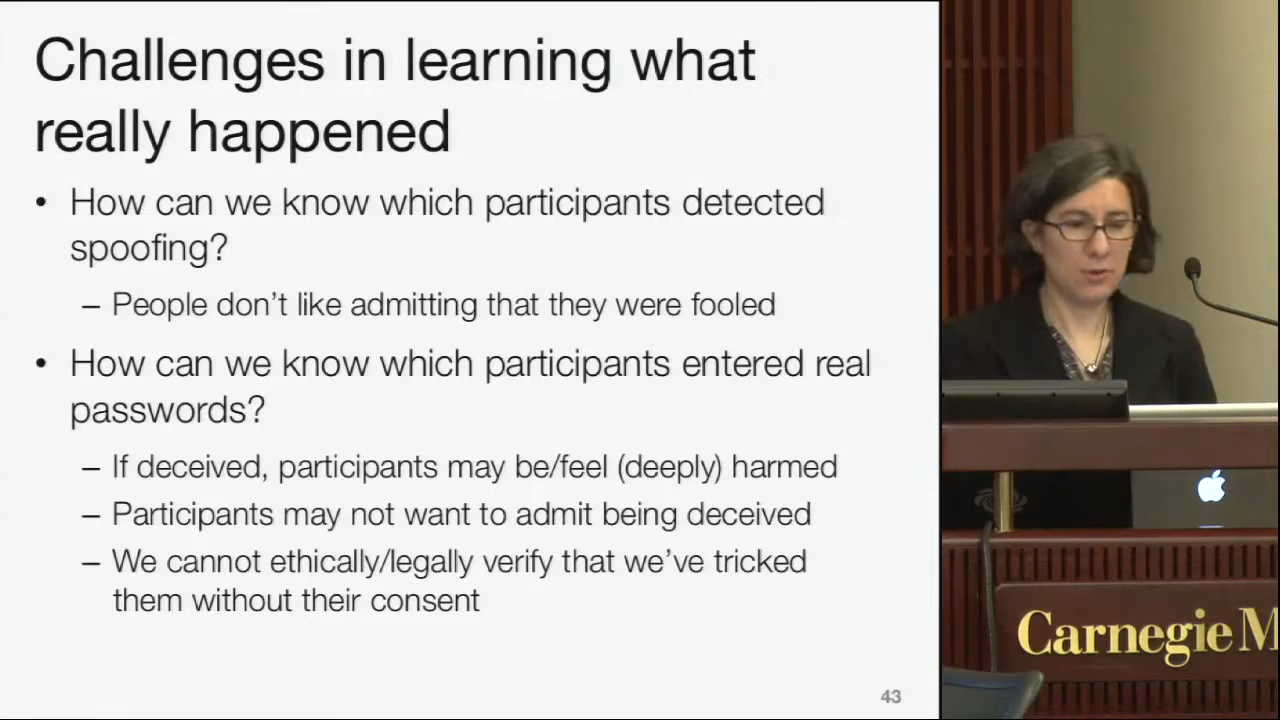 Challenges in learning what
really happened
• How can we know which participants detected
spoofing?
– People don't like admitting that they were fooled
• How can we know which participants entered real
passwords?
– If deceived, participants may be/feel (deeply) harmed
– Participants may not want to admit being deceived
– We cannot ethically/legally verify that we've tricked
them without their consent
43
Carnegie M